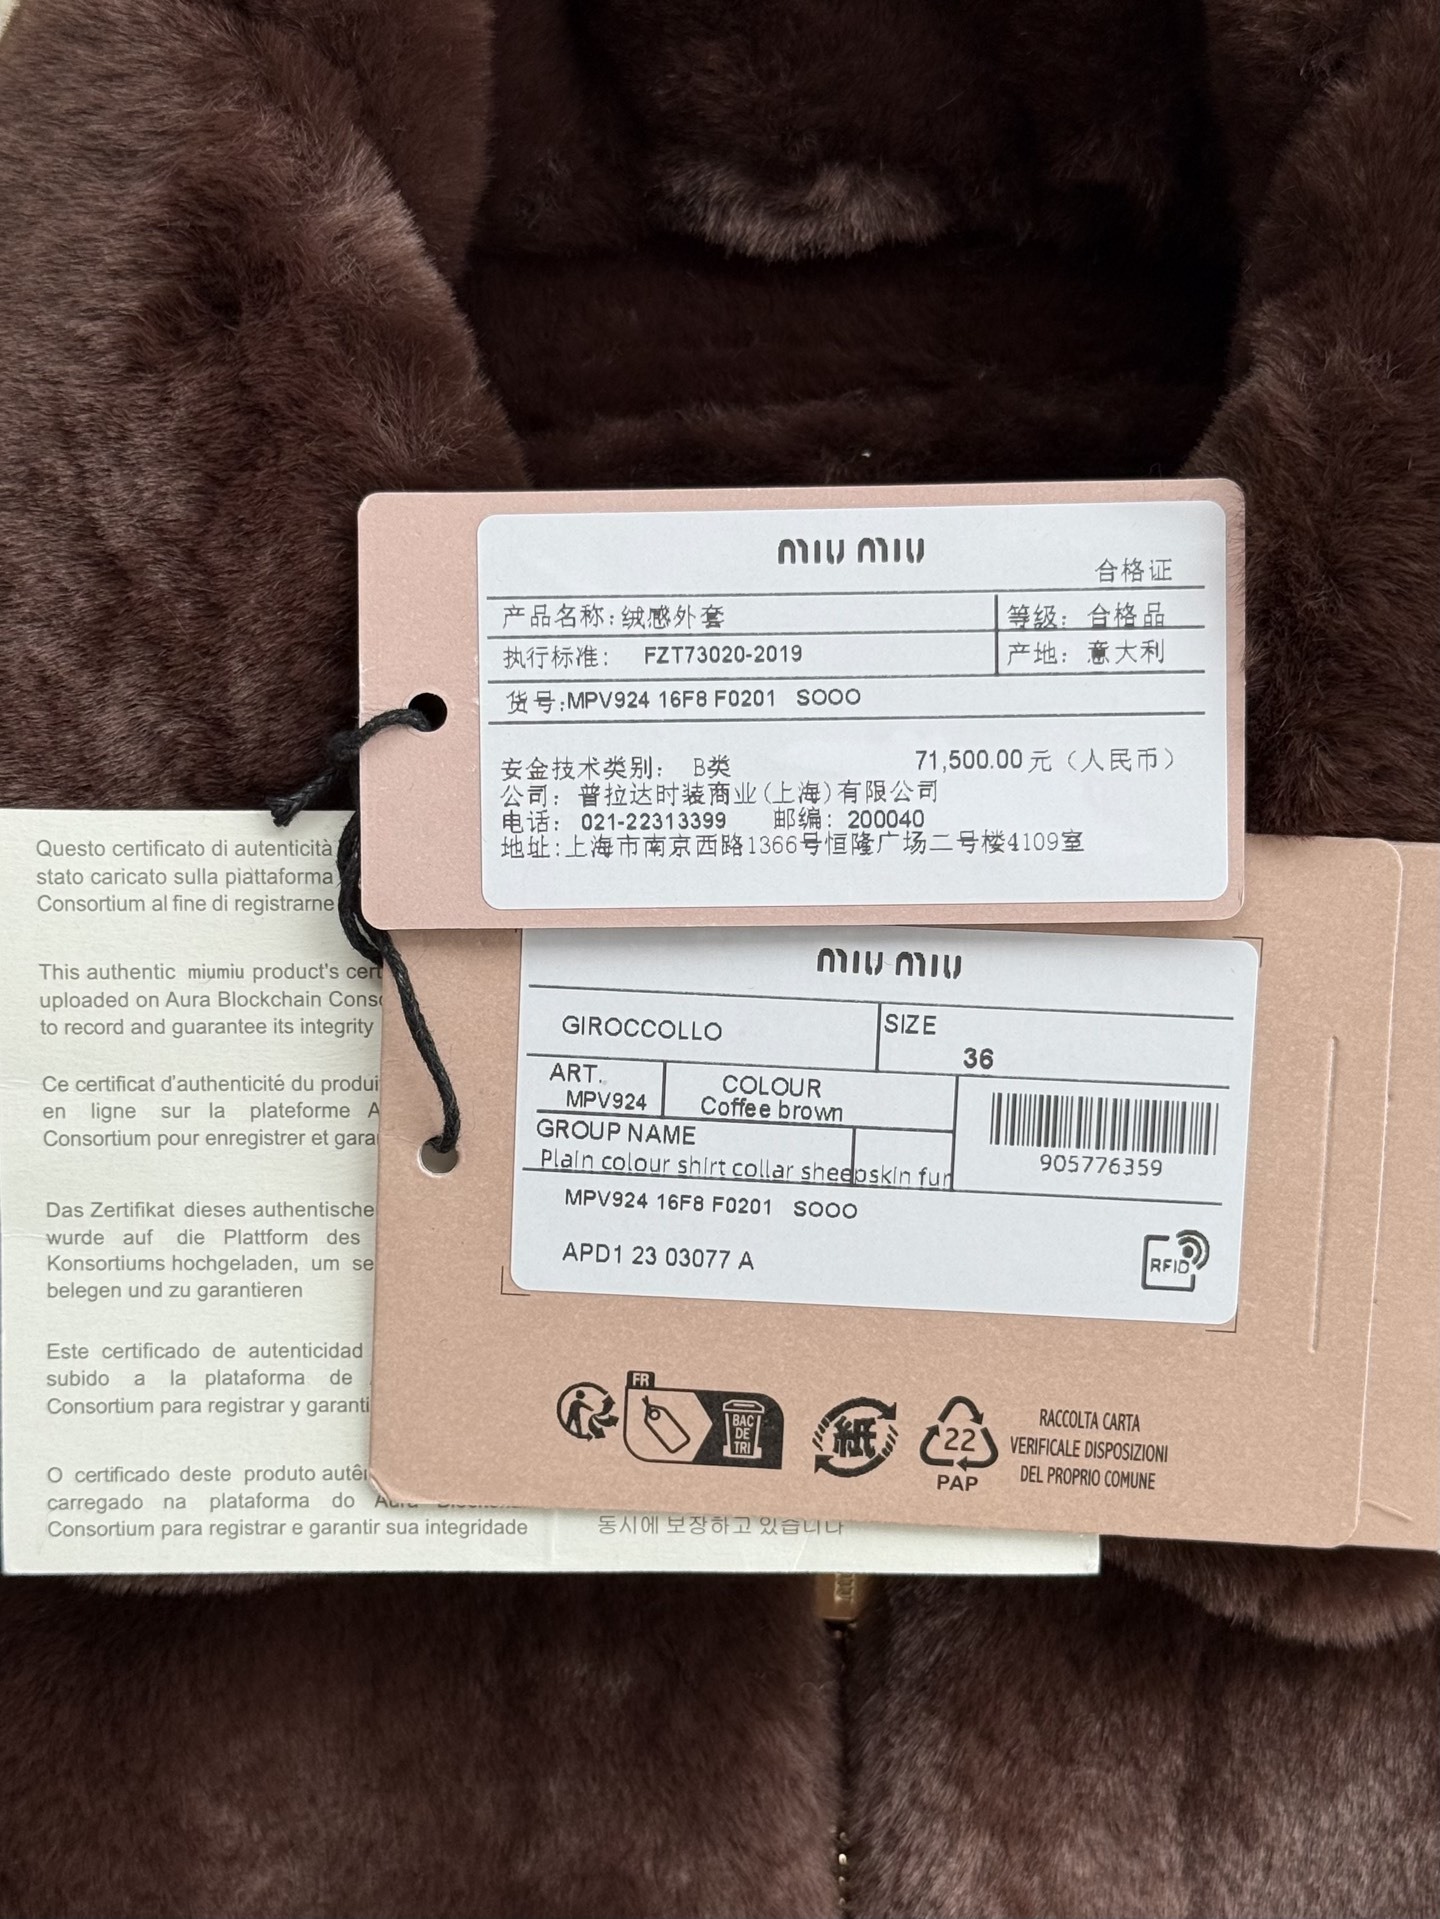 miu miu
合格证
产品名称:绒感外套
等级: 合格品
执行标准: FZT73020-2019
产地: 意大利
货号:MPV924 16F8 F0201 SOOO
安金技术类别: B类
71,500.00元（人民币）
公司: 普拉达时装商业(上海)有限公司
电话: 021-22313399 邮编: 200040
地址:上海市南京西路1366号恒隆广场二号楼4109室
miu miu
GIROCCOLLO
SIZE
36
ART.
MPV924
COLOUR
Coffee brown
GROUP NAME
Plain colour shirt collar sheepskin fur
905776359
MPV924 16F8 F0201 SOOO
APD1 23 03077 A
RFID
FR
BAC
DE
TRI
紙
22
PAP
RACCOLTA CARTA
VERIFICALE DISPOSIZIONI
DEL PROPRIO COMUNE
Questo certificato di autenticità
stato caricato sulla piattaforma
Consortium al fine di registrarne
This authentic miumiu product's cert
uploaded on Aura Blockchain Cons
to record and guarantee its integrity
Ce certificat d'authenticité du produi
en ligne sur la plateforme A
Consortium pour enregistrer et gara
Das Zertifikat dieses authentische
wurde auf die Plattform des
Konsortiums hochgeladen, um se
belegen und zu garantieren
Este certificado de autenticidad
subido a la plataforma de
Consortium para registrar y garanti
O certificado deste produto autê
carregado na plataforma do Aura
Consortium para registrar e garantir sua integridade
동시에 보장하고 있습니다